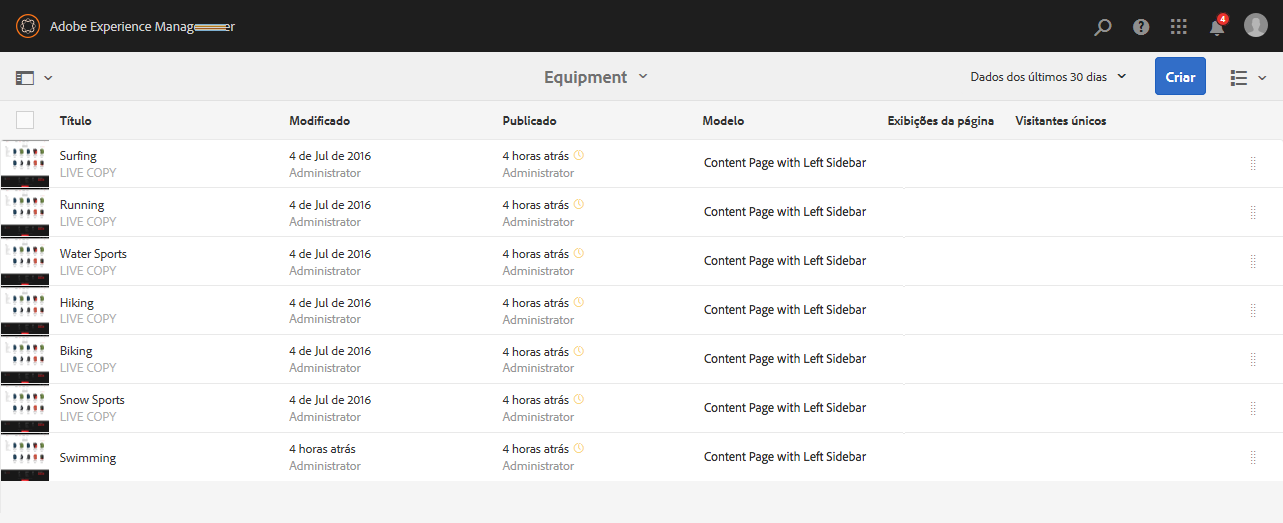 Adobe Experience Manager
4
Equipment
Dados dos últimos 30 dias
Criar
Título Modificado Publicado Modelo Exibições da página Visitantes únicos
Surfing 4 de Jul de 2016 4 horas atrás Content Page with Left Sidebar
LIVE COPY Administrator Administrator
Running 4 de Jul de 2016 4 horas atrás Content Page with Left Sidebar
LIVE COPY Administrator Administrator
Water Sports 4 de Jul de 2016 4 horas atrás Content Page with Left Sidebar
LIVE COPY Administrator Administrator
Hiking 4 de Jul de 2016 4 horas atrás Content Page with Left Sidebar
LIVE COPY Administrator Administrator
Biking 4 de Jul de 2016 4 horas atrás Content Page with Left Sidebar
LIVE COPY Administrator Administrator
Snow Sports 4 de Jul de 2016 4 horas atrás Content Page with Left Sidebar
LIVE COPY Administrator Administrator
Swimming 4 horas atrás 4 horas atrás Content Page with Left Sidebar
Administrator Administrator